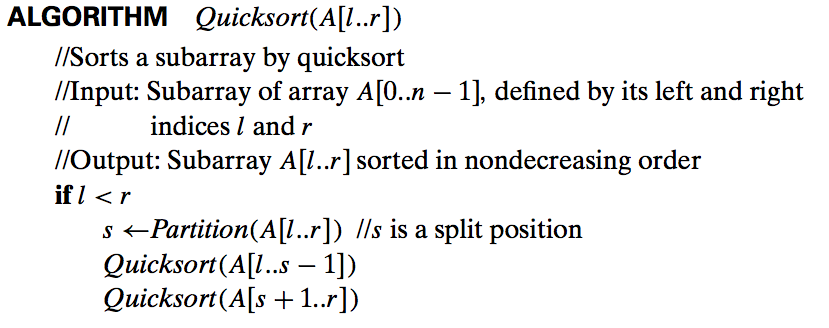 ALGORITHM Quicksort(A[l..r])
//Sorts a subarray by quicksort
//Input: Subarray of array A[0..n − 1], defined by its left and right
// indices l and r
//Output: Subarray A[l..r] sorted in nondecreasing order
if l < r
s ←Partition(A[l..r]) //s is a split position
Quicksort(A[l..s − 1])
Quicksort(A[s + 1..r])